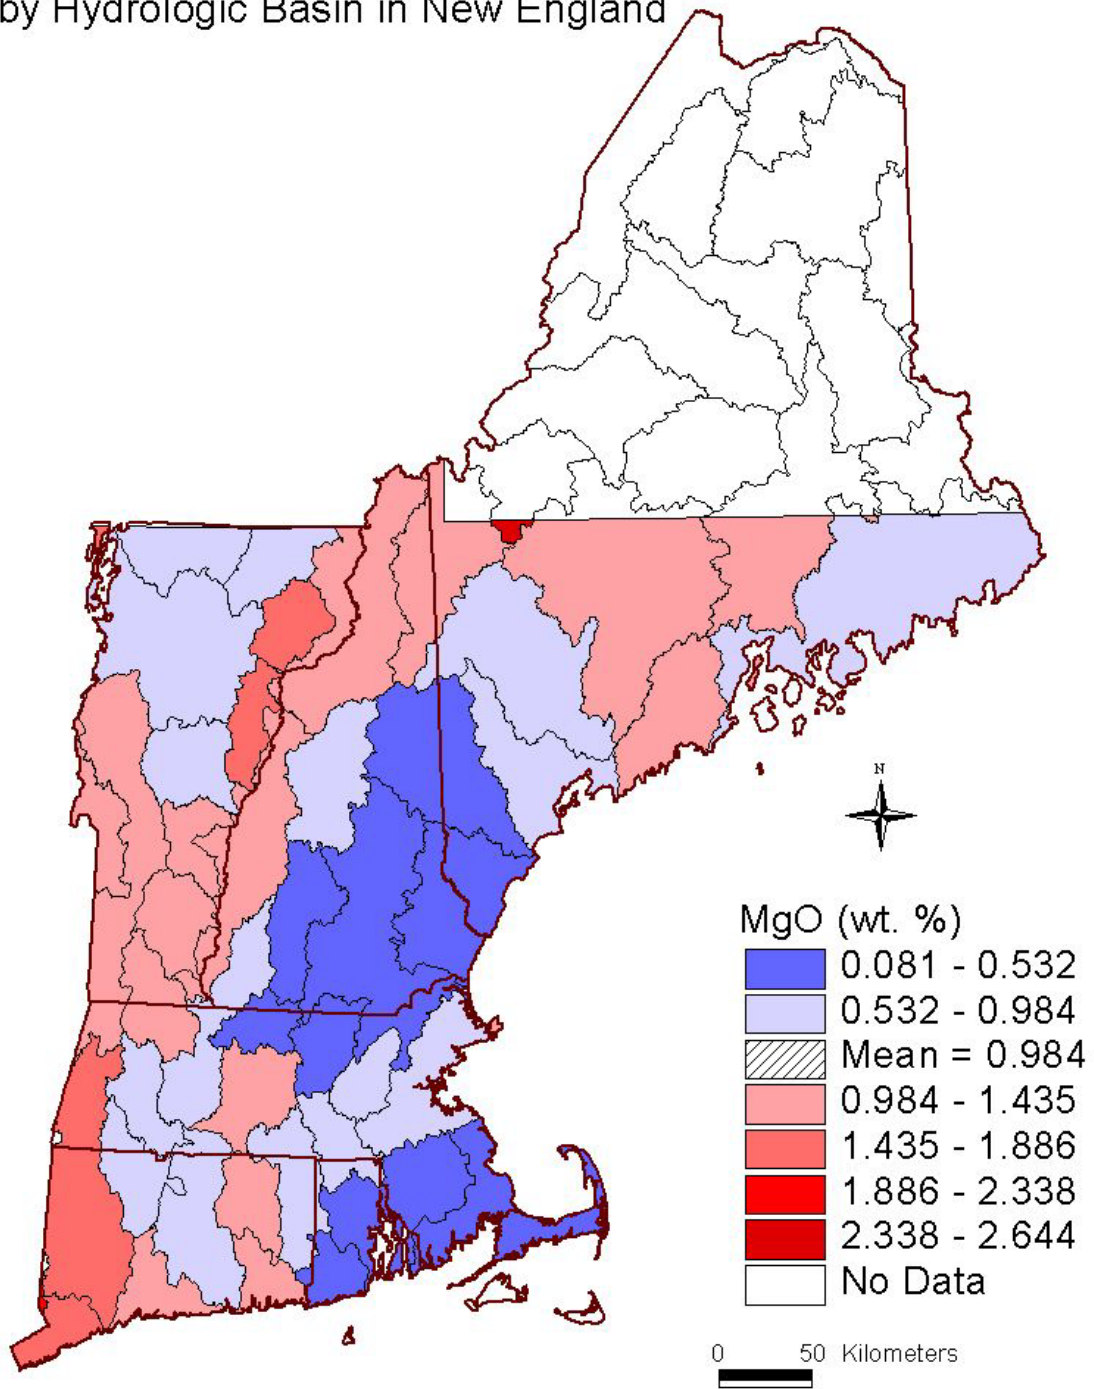 by Hydrologic Basin in New England
N
MgO (wt. %)
0.081 - 0.532
0.532 - 0.984
Mean = 0.984
0.984 - 1.435
1.435 - 1.886
1.886 - 2.338
2.338 - 2.644
No Data
0 50 Kilometers